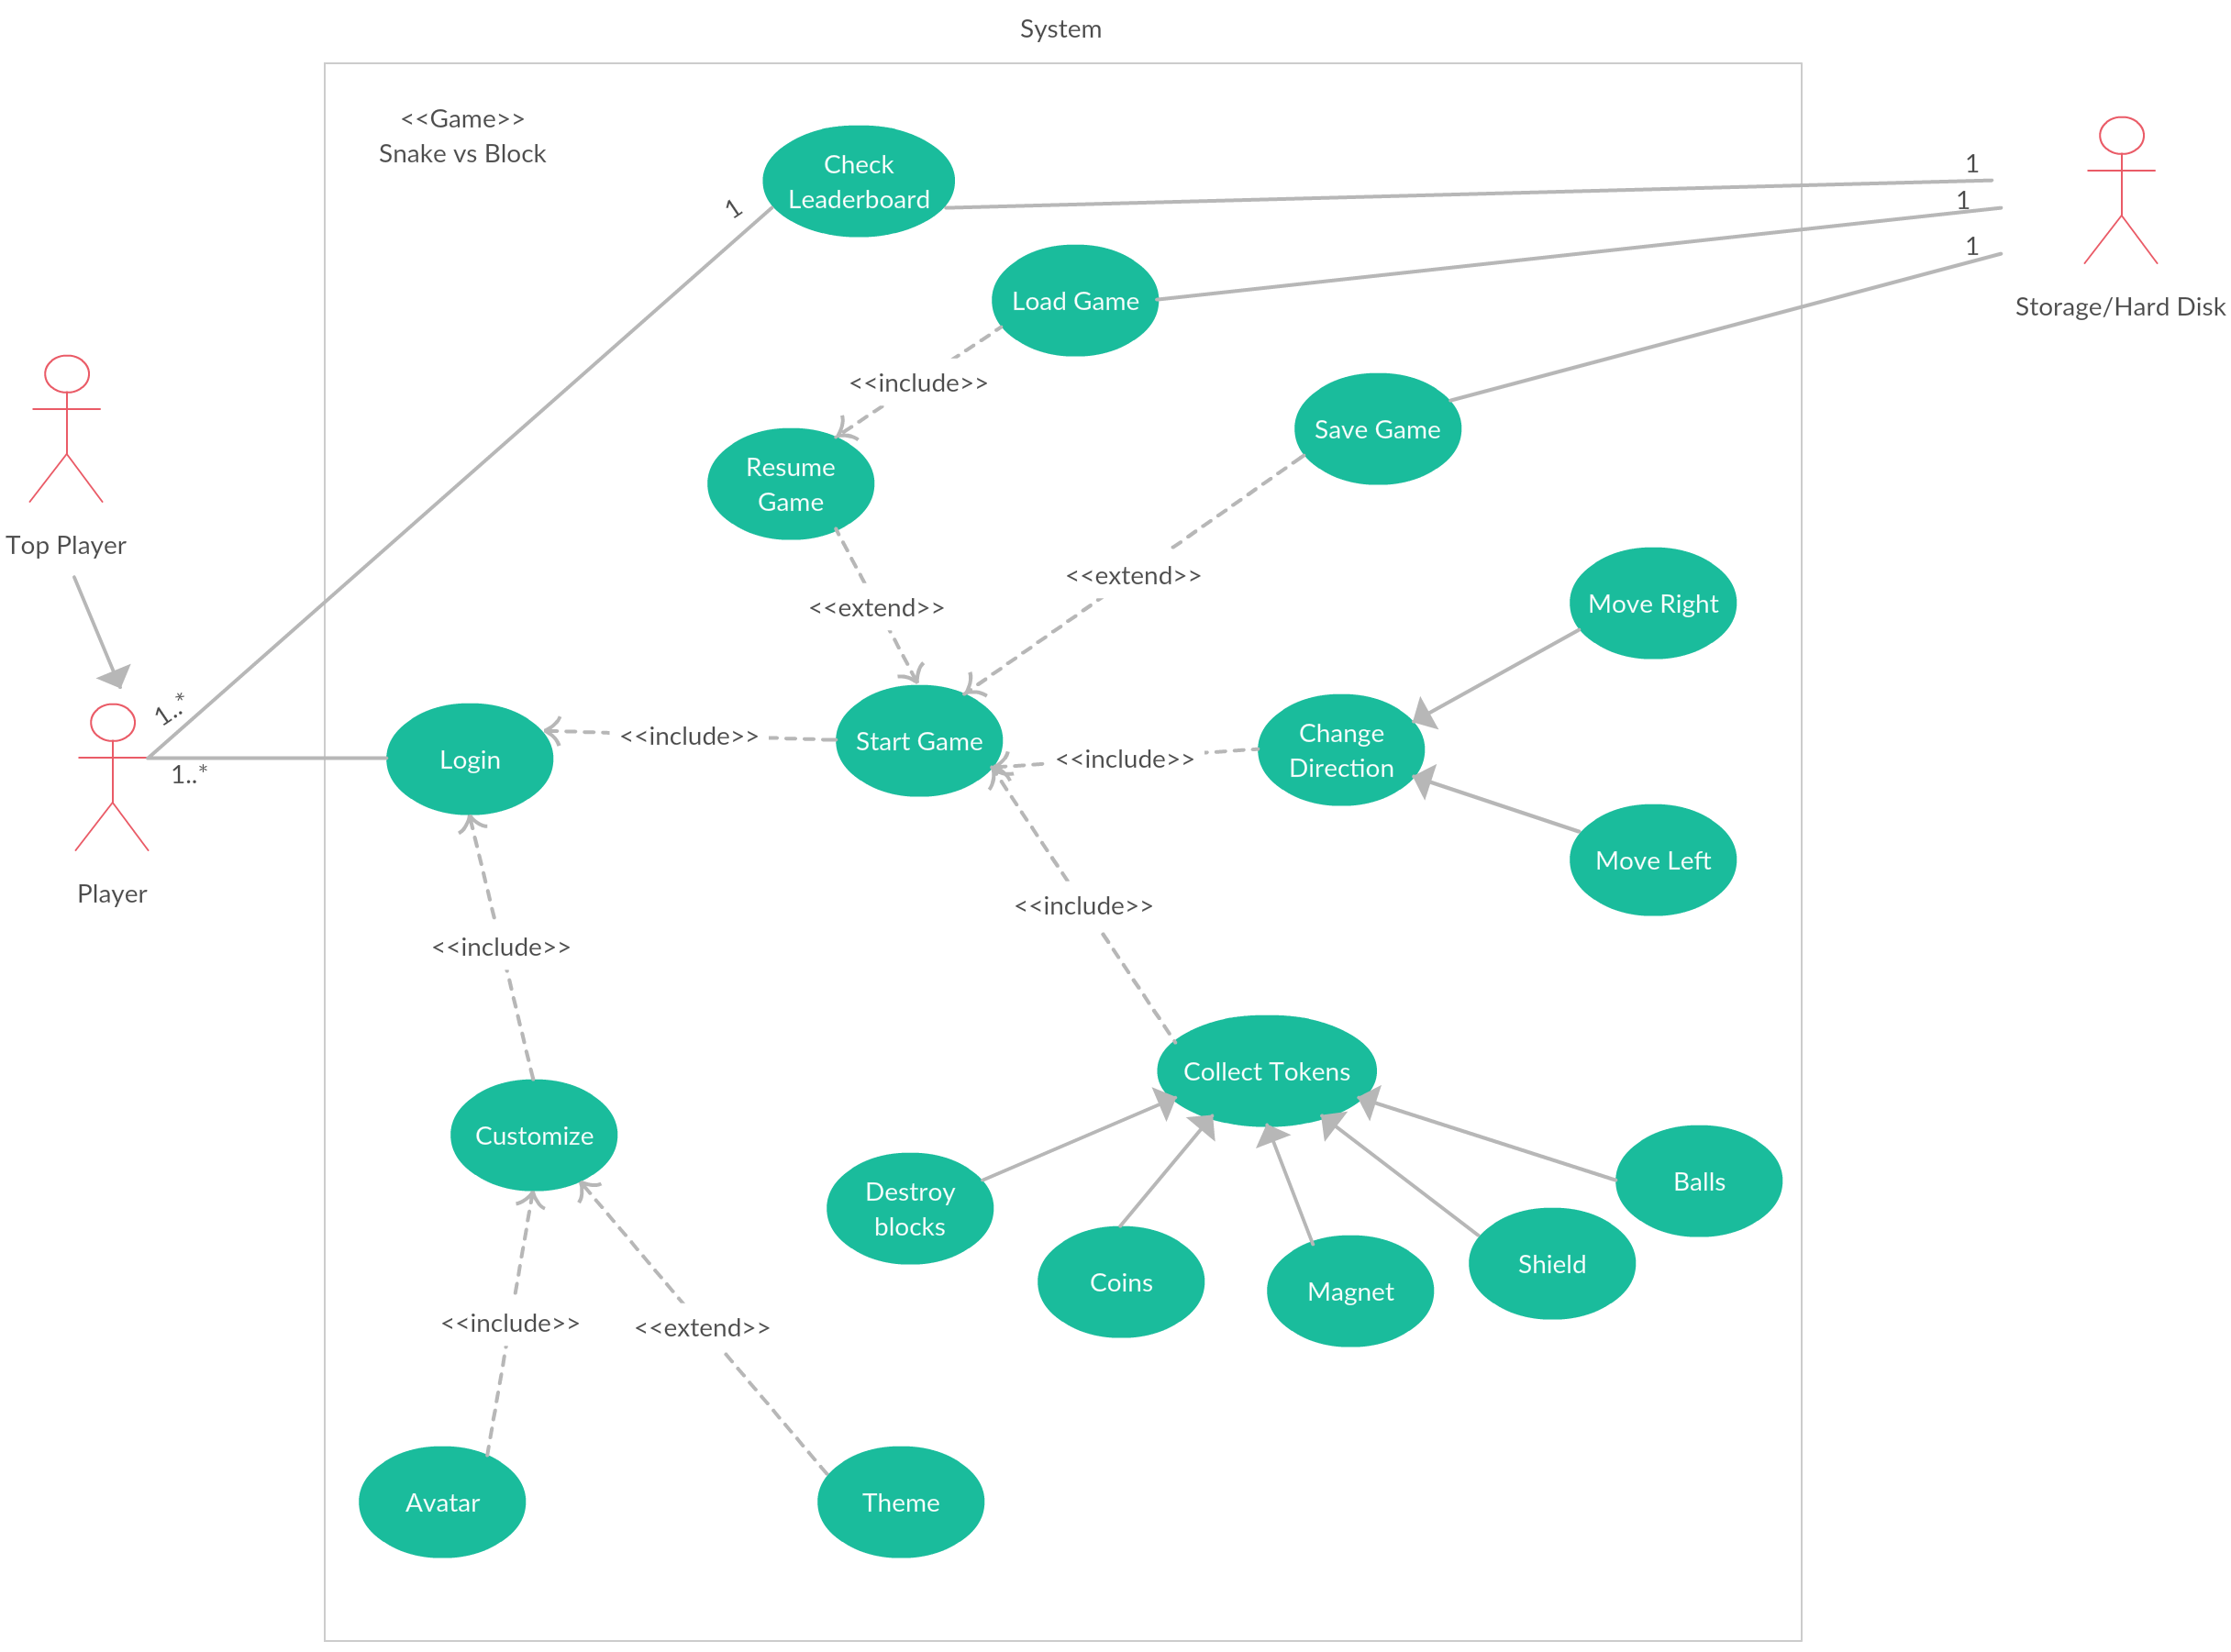 System
<<Game>>
Snake vs Block
Check
Leaderboard
1
1
1
1
Load Game
Storage/Hard Disk
<<include>>
Save Game
Resume
Game
Top Player
<<extend>>
<<extend>>
Move Right
1..*
Login
<<include>>
Start Game
<<include>>
Change
Direction
1..*
Move Left
Player
<<include>>
<<include>>
Collect Tokens
Customize
Destroy
blocks
Coins
Magnet
Shield
Balls
<<include>>
<<extend>>
Avatar
Theme